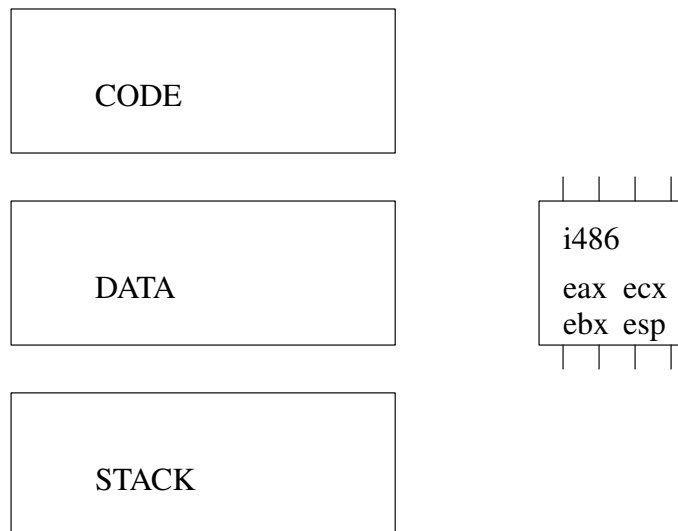 CODE
DATA
STACK
i486
eax ecx
ebx esp